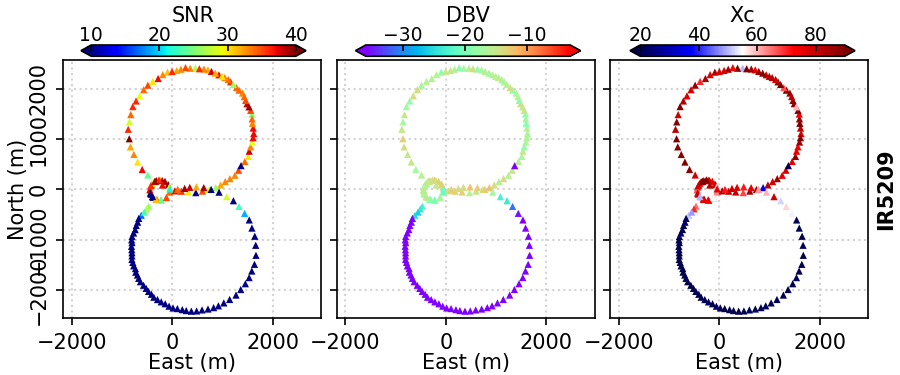 SNR DBV Xc
10 20 30 40 −30 −20 −10 20 40 60 80
2000
1000
0
−1000
−2000
North (m)
IR5209
−2000 0 2000 −2000 0 2000 −2000 0 2000
East (m) East (m) East (m)